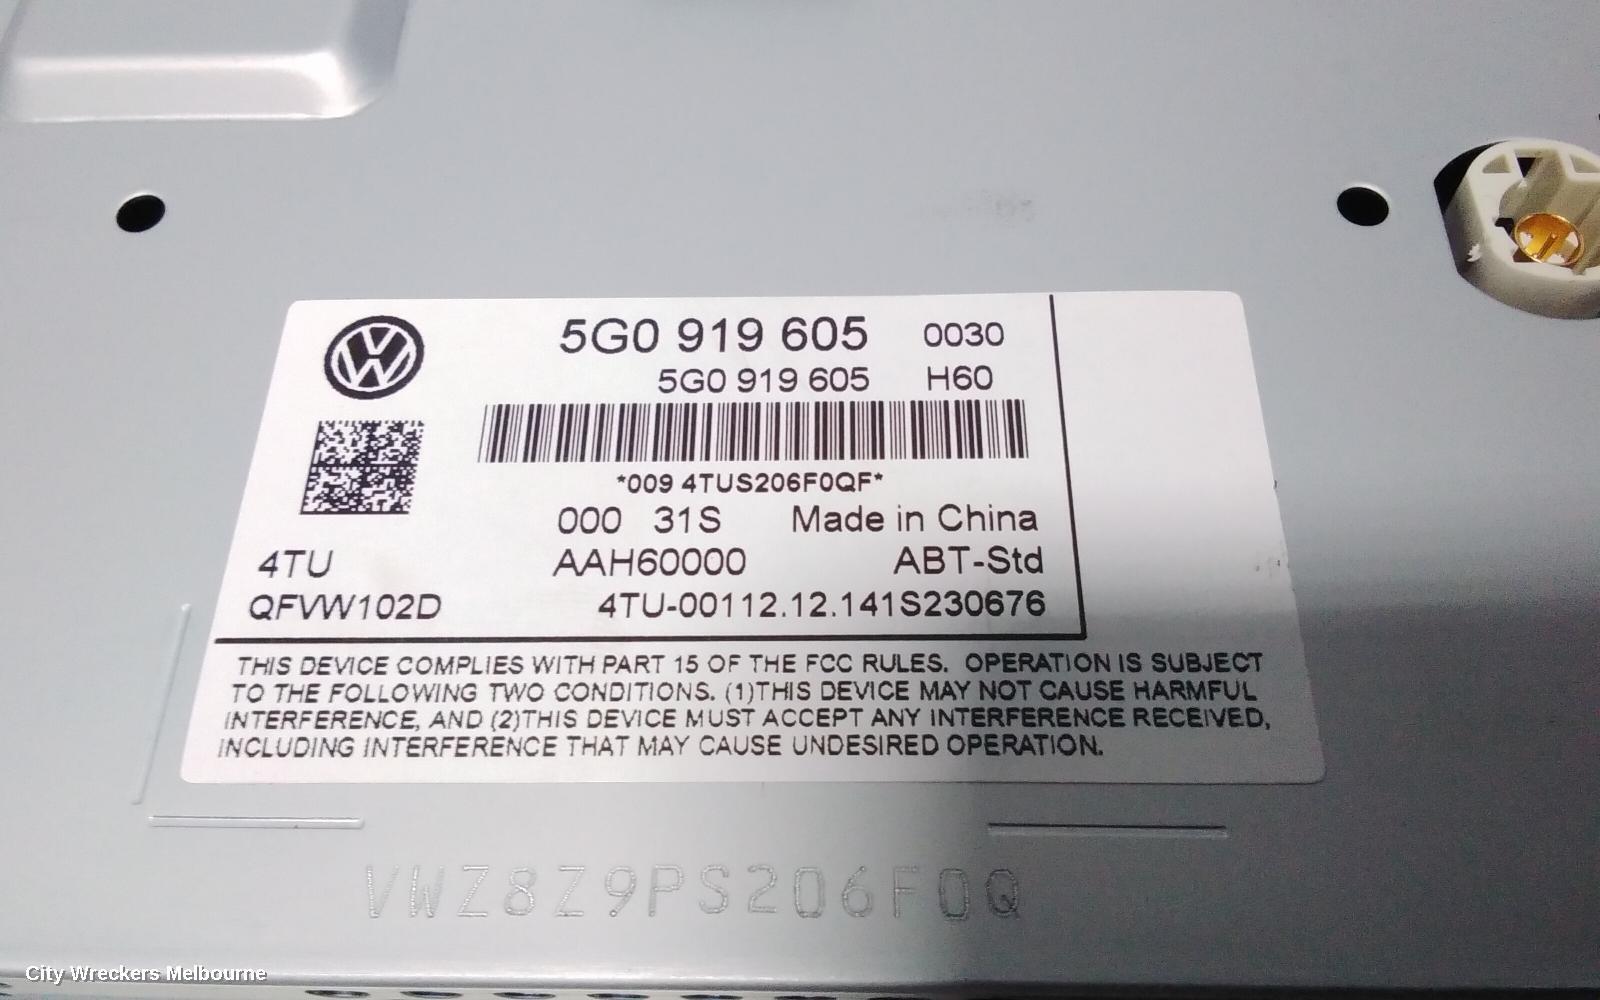 5G0 919 605 0030
5G0 919 605 H60
*009 4TUS206F0QF*
000 31S Made in China
4TU AAH60000 ABT-Std
QFVW102D 4TU-00112.12.141S230676
THIS DEVICE COMPLIES WITH PART 15 OF THE FCC RULES. OPERATION IS SUBJECT
TO THE FOLLOWING TWO CONDITIONS. (1)THIS DEVICE MAY NOT CAUSE HARMFUL
INTERFERENCE, AND (2)THIS DEVICE MUST ACCEPT ANY INTERFERENCE RECEIVED,
INCLUDING INTERFERENCE THAT MAY CAUSE UNDESIRED OPERATION.
VWZ8Z9PS206F0Q
City Wreckers Melbourne